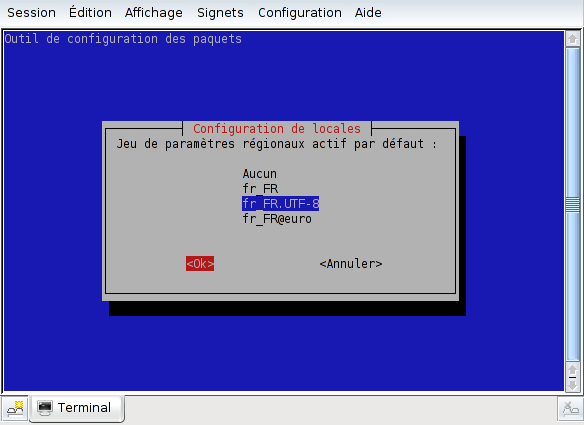 Session Édition Affichage Signets Configuration Aide
Outil de configuration des paquets
Configuration de locales
Jeu de paramètres régionaux actif par défaut :
Aucun
fr_FR
fr_FR.UTF-8
fr_FR@euro
<Ok> <Annuler>
Terminal